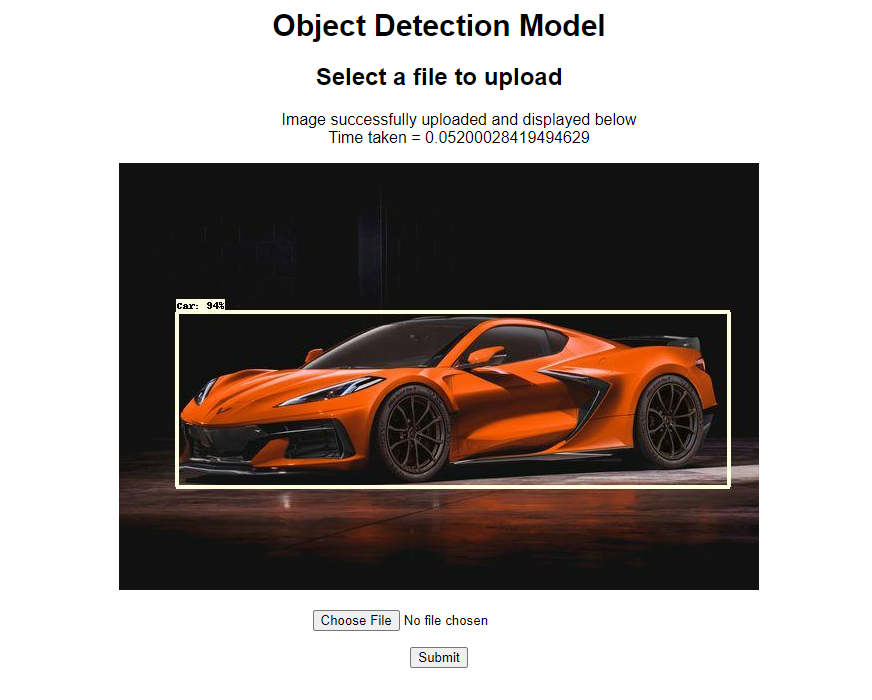 Object Detection Model
Select a file to upload
Image successfully uploaded and displayed below
Time taken = 0.05200028419494629
Car: 94%
Choose File No file chosen
Submit